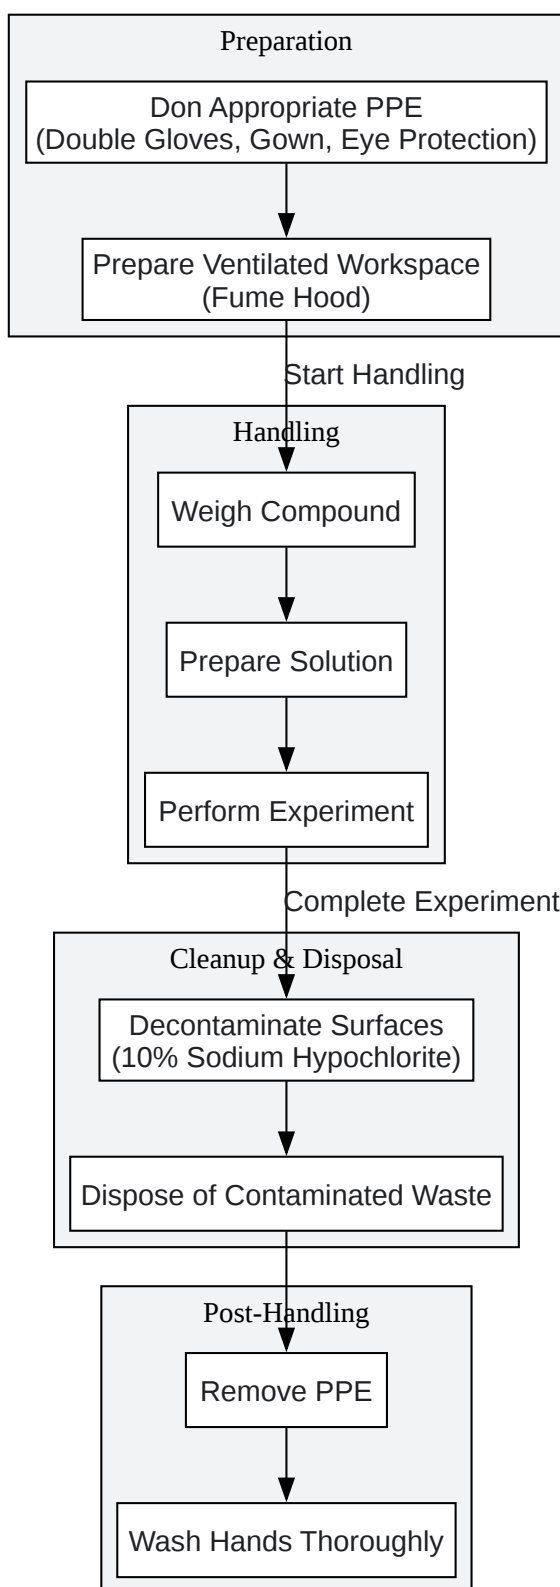 Preparation
Don Appropriate PPE
(Double Gloves, Gown, Eye Protection)
Prepare Ventilated Workspace
(Fume Hood)
Start Handling
Handling
Weigh Compound
Prepare Solution
Perform Experiment
Complete Experiment
Cleanup & Disposal
Decontaminate Surfaces
(10% Sodium Hypochlorite)
Dispose of Contaminated Waste
Post-Handling
Remove PPE
Wash Hands Thoroughly